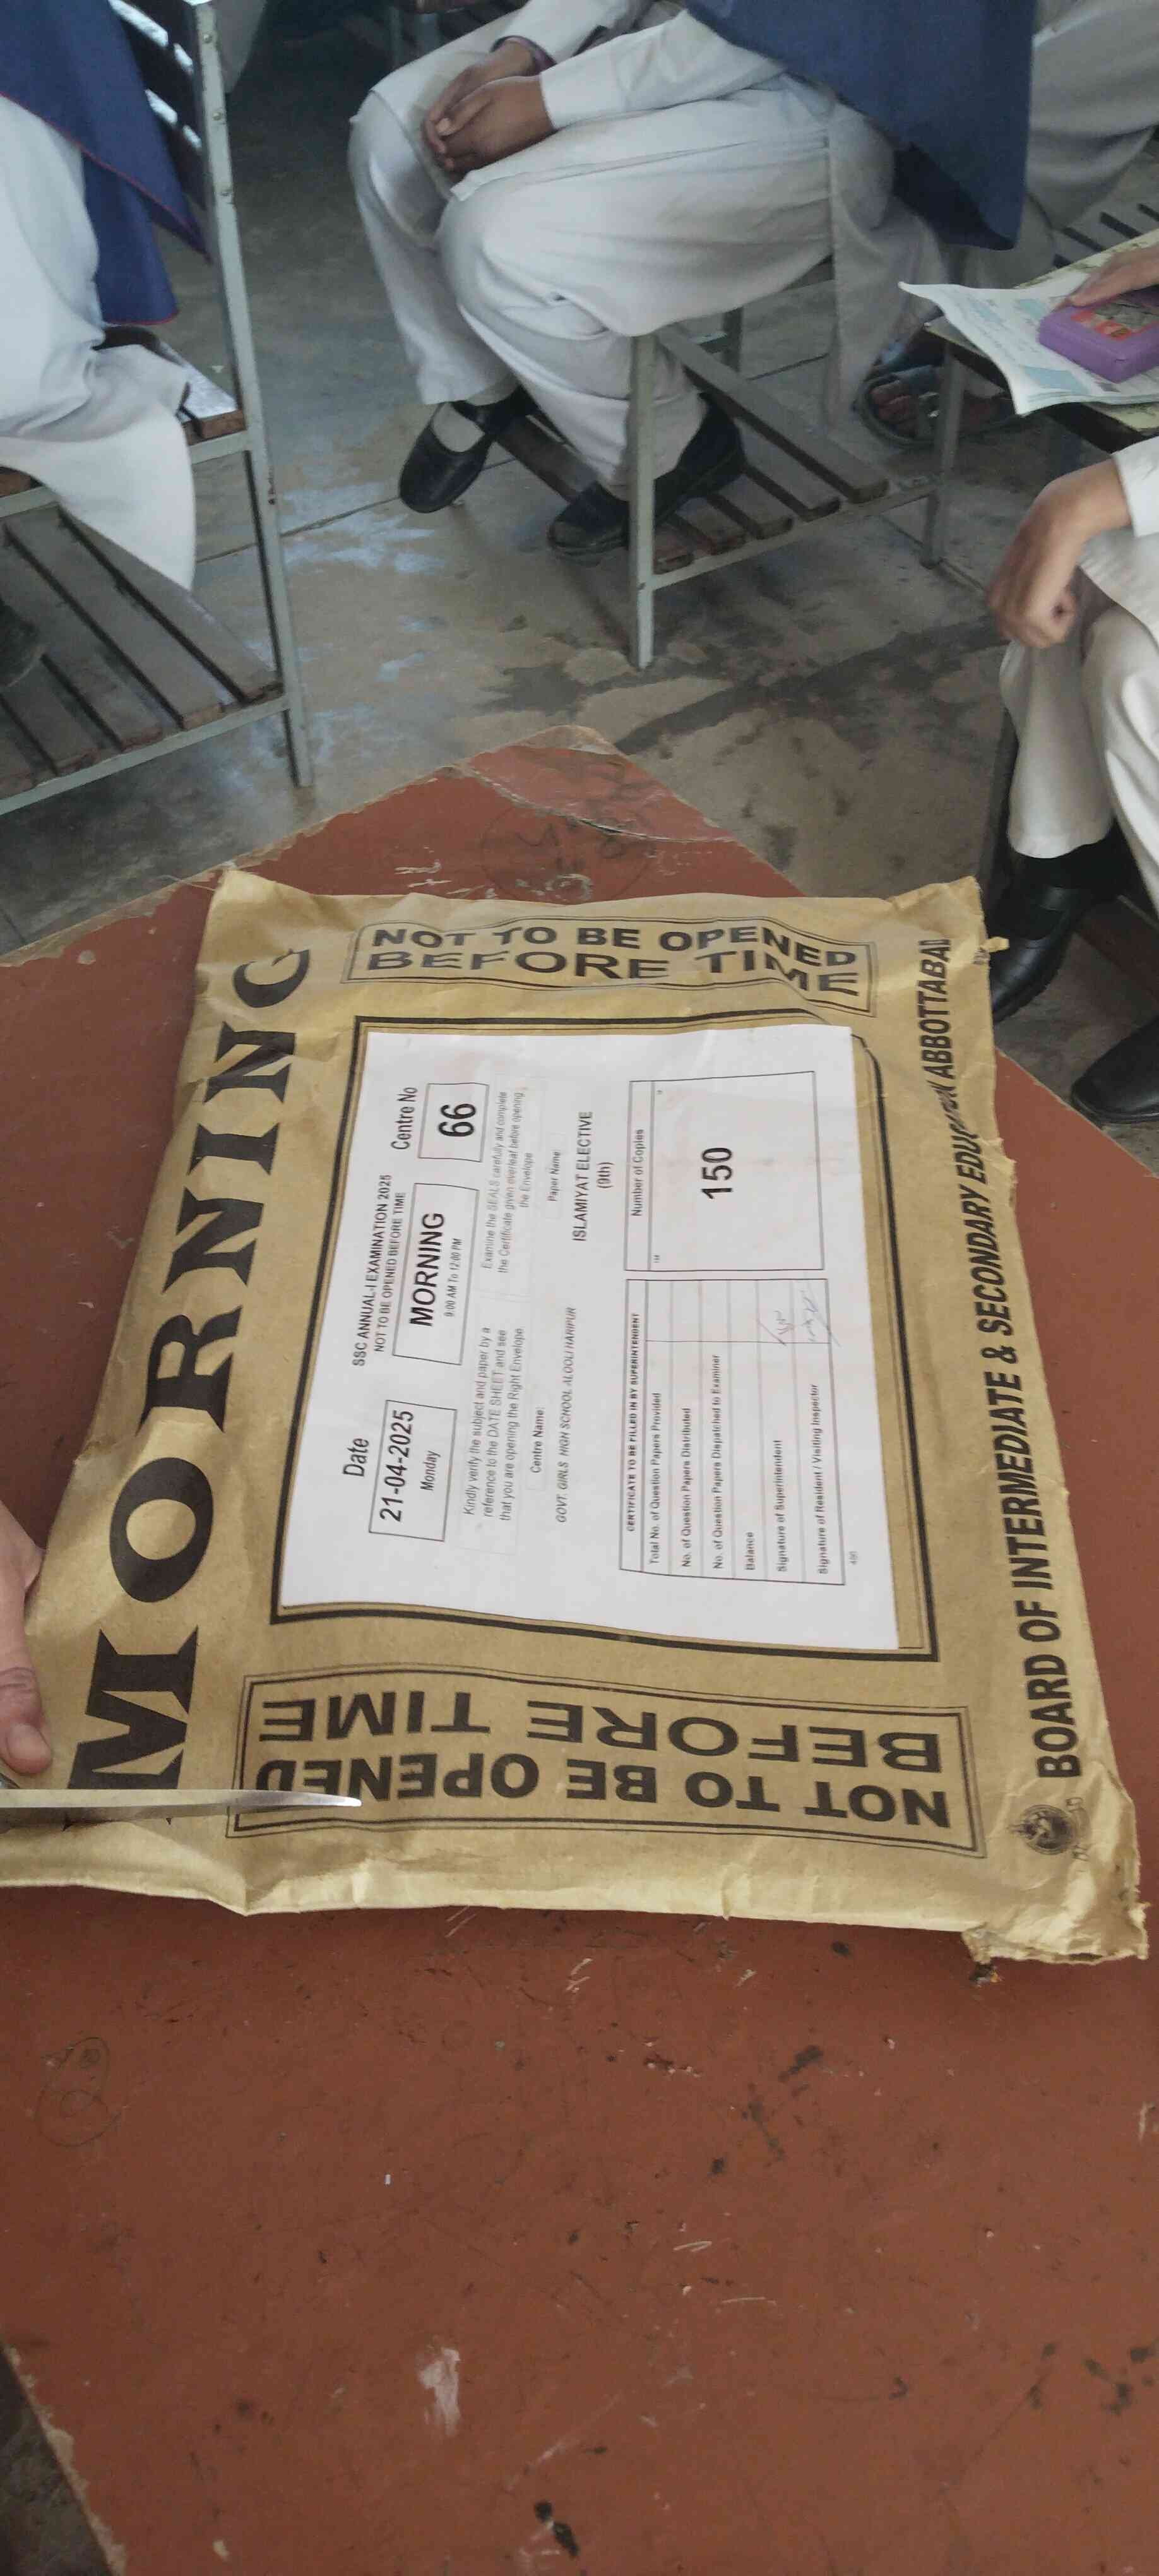 MORNING
NOT TO BE OPENED
BEFORE TIME
SSC ANNUAL-I EXAMINATION 2025
NOT TO BE OPENED BEFORE TIME
Date
21-04-2025
Monday
MORNING
9:00 AM To 12:00 PM
Centre No
66
Kindly verify the subject and paper by a
reference to the DATE SHEET and see
that you are opening the Right Envelope
Examine the SEALS carefully and complete
the Certificate given overleaf before opening
the Envelope
Centre Name:
GOVT. GIRLS HIGH SCHOOL ALOOLI HARIPUR
Paper Name
ISLAMIYAT ELECTIVE
(9th)
CERTIFICATE TO BE FILLED IN BY SUPERINTENDENT
Total No. of Question Papers Provided
No. of Question Papers Distributed
No. of Question Papers Dispatched to Examiner
Balance
Signature of Superintendent
Signature of Resident / Visiting Inspector
Number of Copies
150
NOT TO BE OPENED
BEFORE TIME
BOARD OF INTERMEDIATE & SECONDARY EDUCATION ABBOTTABAD